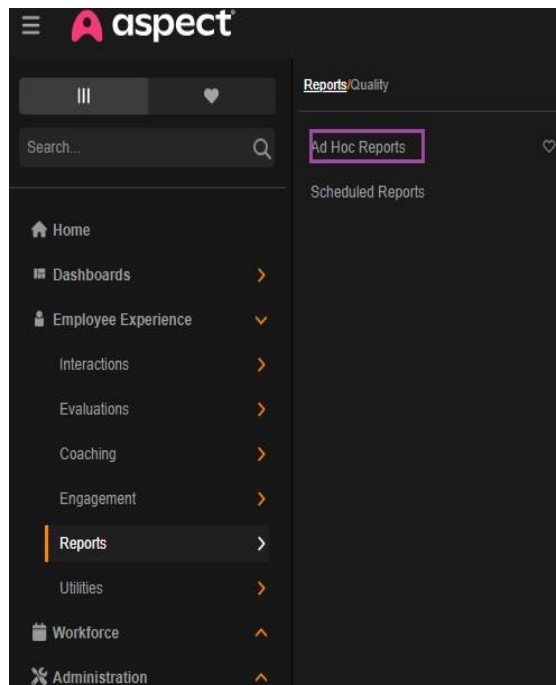 aspect
Reports/Quality
Search...
Ad Hoc Reports
Scheduled Reports
Home
Dashboards
Employee Experience
Interactions
Evaluations
Coaching
Engagement
Reports
Utilities
Workforce
Administration